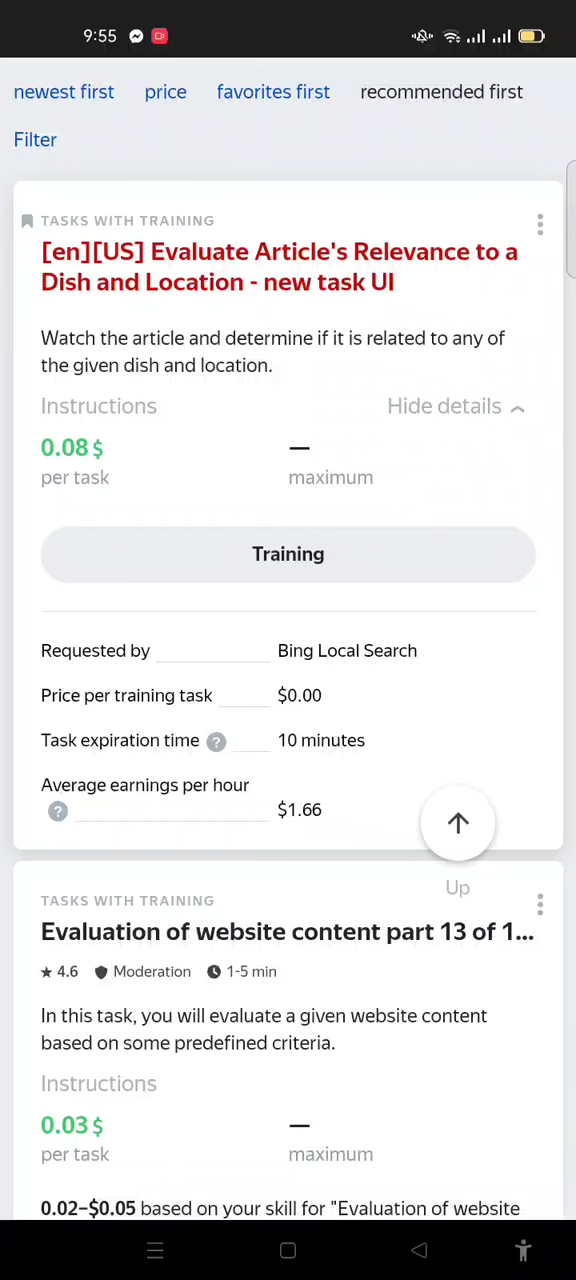 9:55
newest first price favorites first recommended first
Filter
TASKS WITH TRAINING
[en][US] Evaluate Article's Relevance to a
Dish and Location - new task UI
Watch the article and determine if it is related to any of
the given dish and location.
Instructions Hide details
0.08 $ —
per task maximum
Training
Requested by Bing Local Search
Price per training task $0.00
Task expiration time ? 10 minutes
Average earnings per hour
? $1.66
Up
TASKS WITH TRAINING
Evaluation of website content part 13 of 1...
4.6 Moderation 1-5 min
In this task, you will evaluate a given website content
based on some predefined criteria.
Instructions
0.03 $ —
per task maximum
0.02–$0.05 based on your skill for "Evaluation of website